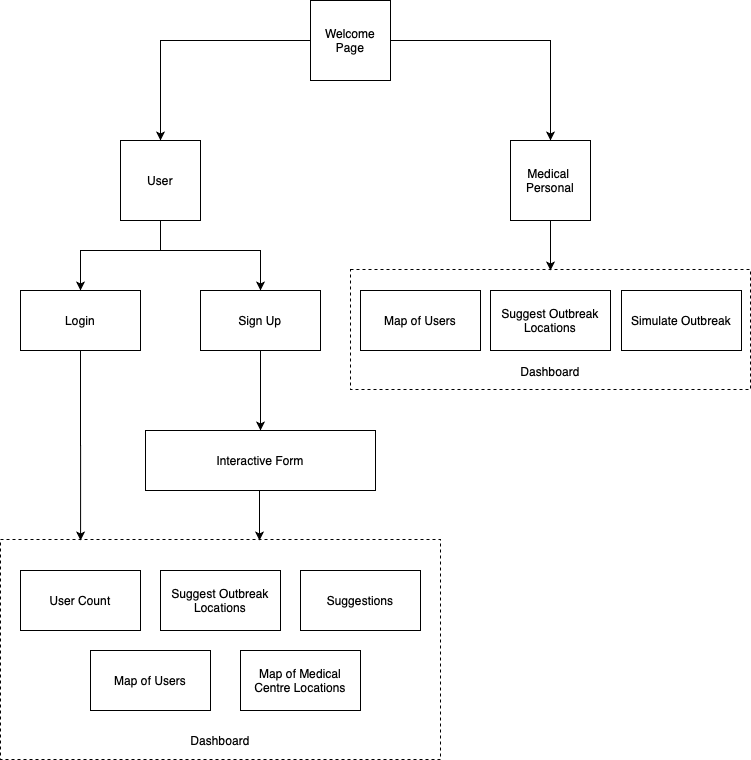 Welcome
Page
User
Medical
Personal
Login
Sign Up
Map of Users
Suggest Outbreak
Locations
Simulate Outbreak
Dashboard
Interactive Form
User Count
Suggest Outbreak
Locations
Suggestions
Map of Users
Map of Medical
Centre Locations
Dashboard